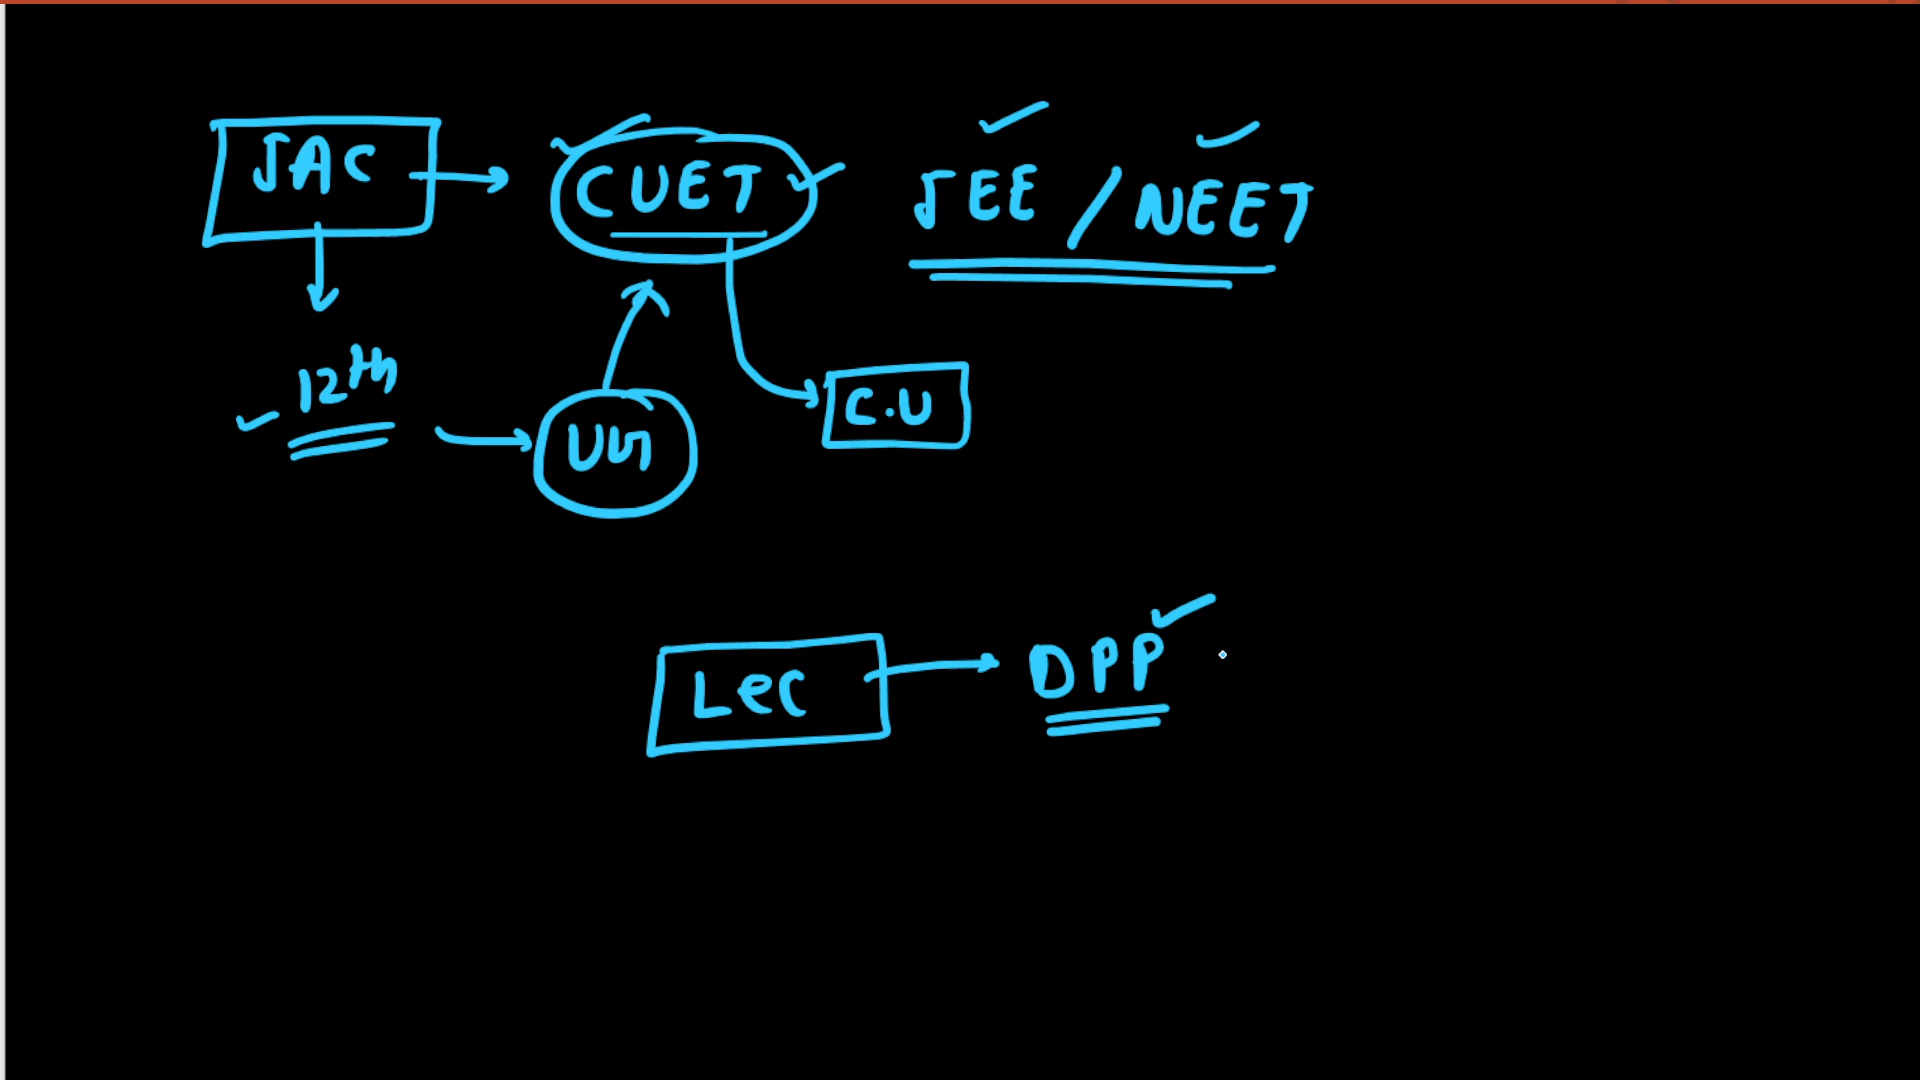 JAC → CUET JEE / NEET
12th → UG
C.U
Lec → DPP